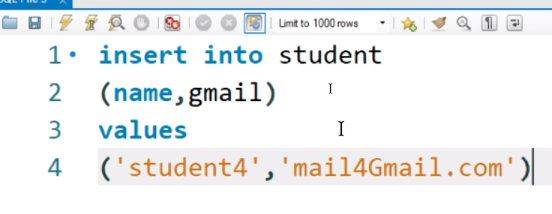 Limit to 1000 rows
1 insert into student
2 (name,gmail)
3 values
4 ('student4','mail4Gmail.com')